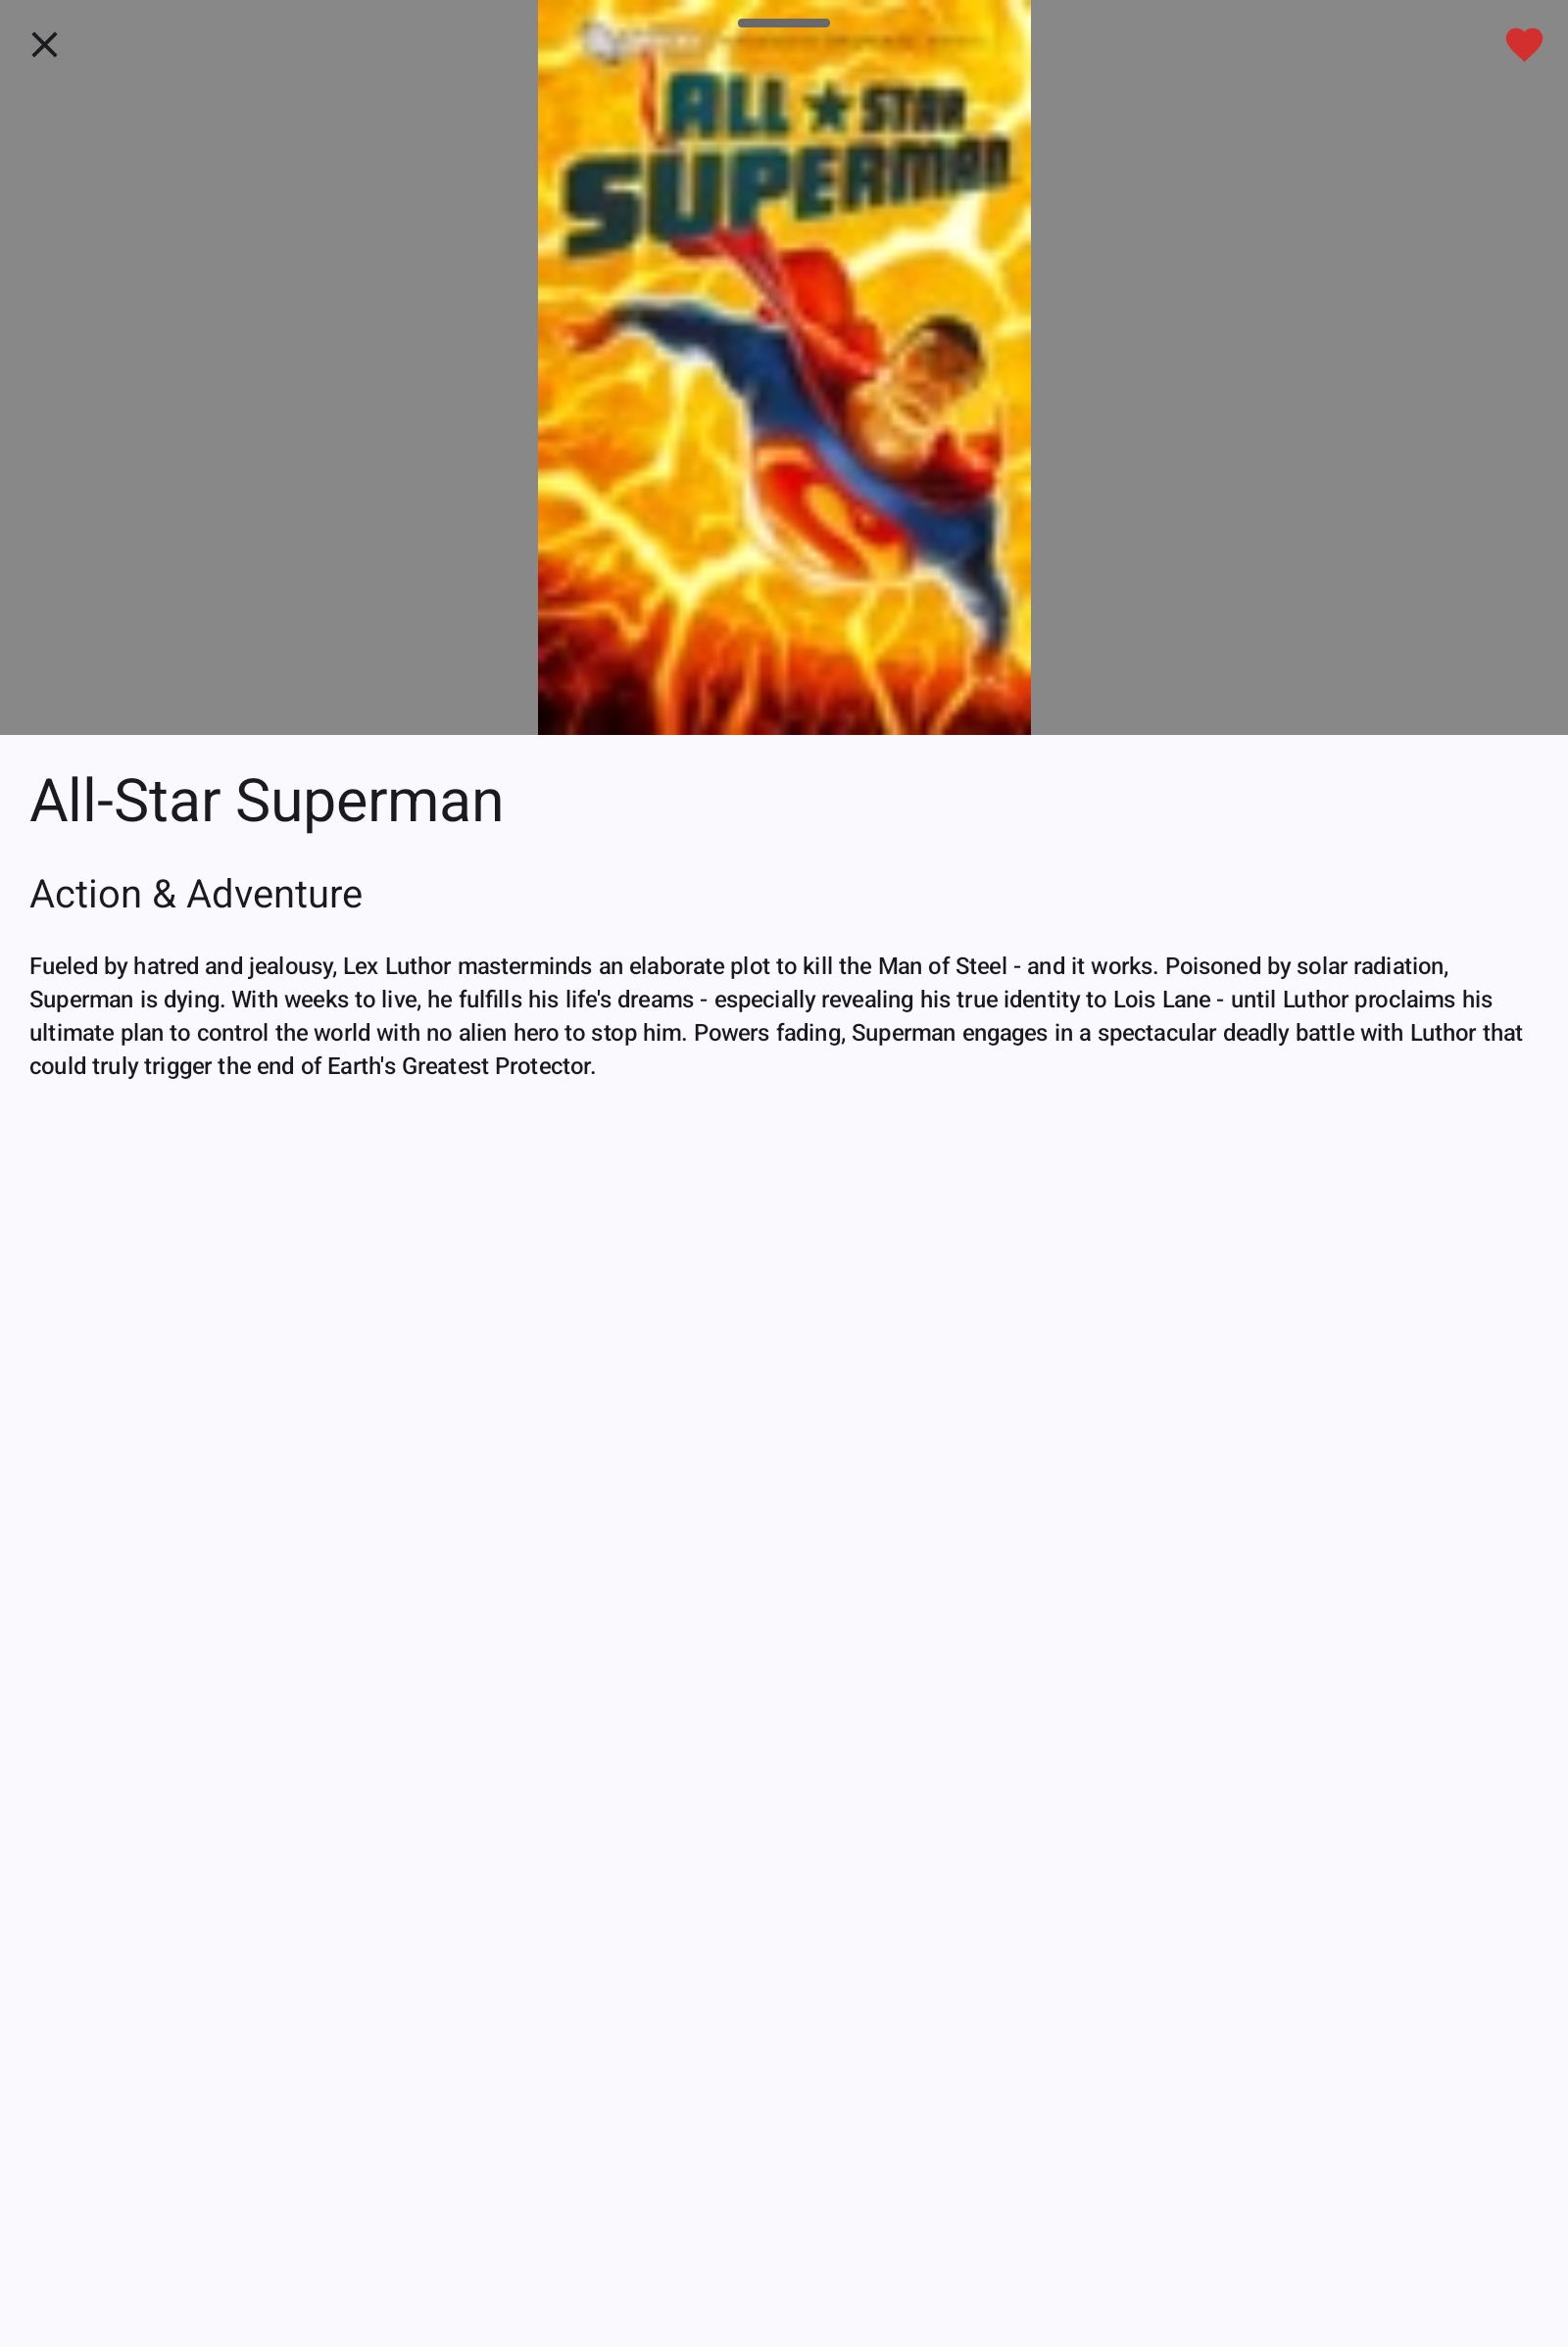 ALL ★ STAR
SUPERMAN
All-Star Superman
Action & Adventure
Fueled by hatred and jealousy, Lex Luthor masterminds an elaborate plot to kill the Man of Steel - and it works. Poisoned by solar radiation,
Superman is dying. With weeks to live, he fulfills his life's dreams - especially revealing his true identity to Lois Lane - until Luthor proclaims his
ultimate plan to control the world with no alien hero to stop him. Powers fading, Superman engages in a spectacular deadly battle with Luthor that
could truly trigger the end of Earth's Greatest Protector.